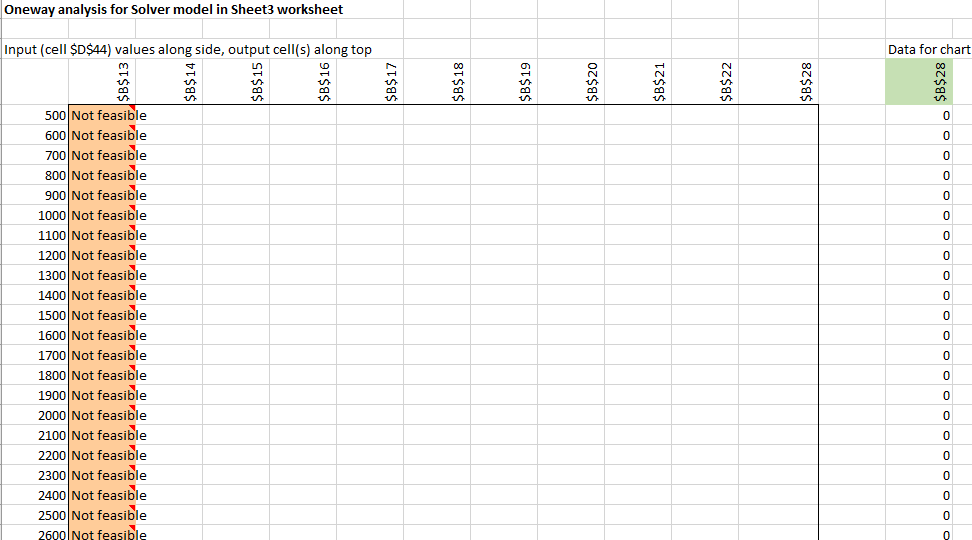 Oneway analysis for Solver model in Sheet3 worksheet
Input (cell $D$44) values along side, output cell(s) along top Data for chart
$B$13 $B$14 $B$15 $B$16 $B$17 $B$18 $B$19 $B$20 $B$21 $B$22 $B$28 $B$28
500 Not feasible 0
600 Not feasible 0
700 Not feasible 0
800 Not feasible 0
900 Not feasible 0
1000 Not feasible 0
1100 Not feasible 0
1200 Not feasible 0
1300 Not feasible 0
1400 Not feasible 0
1500 Not feasible 0
1600 Not feasible 0
1700 Not feasible 0
1800 Not feasible 0
1900 Not feasible 0
2000 Not feasible 0
2100 Not feasible 0
2200 Not feasible 0
2300 Not feasible 0
2400 Not feasible 0
2500 Not feasible 0
2600 Not feasible 0